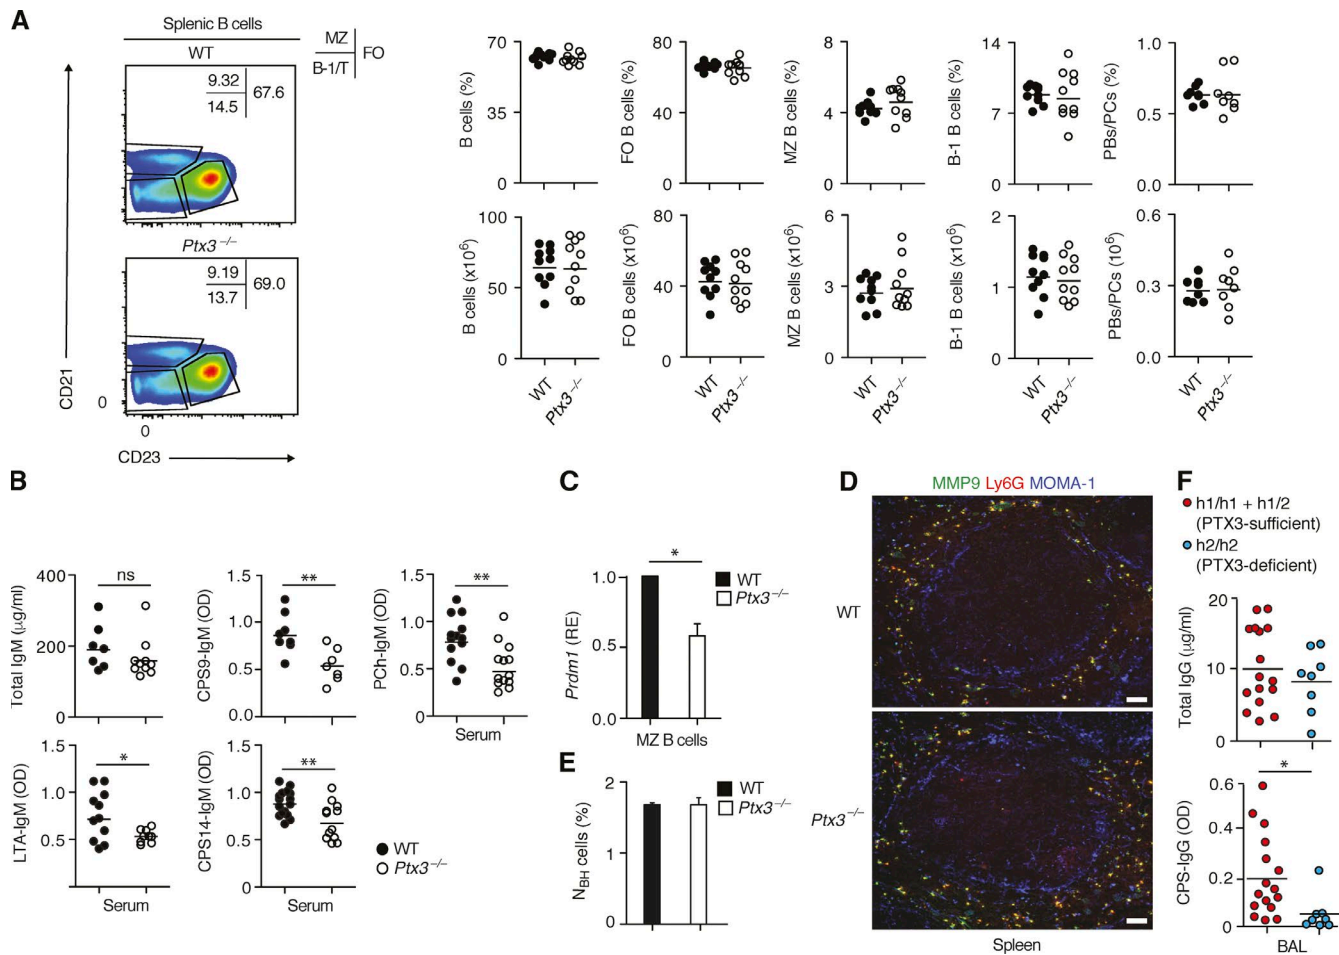 A
Splenic B cells
WT
MZ
FO
B-1/T
9.32
67.6
14.5
Ptx3–/–
9.19
69.0
13.7
CD21
0
0
CD23
B cells (%)
70
35
0
FO B cells (%)
80
40
0
MZ B cells (%)
8
4
0
B-1 B cells (%)
14
7
0
PBs/PCs (%)
1.0
0.5
0.0
B cells (x10⁶)
100
50
0
WT
Ptx3–/–
FO B cells (x10⁶)
80
40
0
WT
Ptx3–/–
MZ B cells (x10⁶)
6
3
0
WT
Ptx3–/–
B-1 B cells (x10⁶)
2
1
0
WT
Ptx3–/–
PBs/PCs (10⁶)
0.6
0.3
0.0
WT
Ptx3–/–
B
Total IgM (µg/ml)
400
200
0
ns
CPS9-IgM (OD)
1.5
1.0
0.5
0.0
**
PCh-IgM (OD)
1.5
1.0
0.5
0.0
**
Serum
LTA-IgM (OD)
1.5
1.0
0.5
*
Serum
CPS14-IgM (OD)
1.5
1.0
0.5
0
**
Serum
WT
Ptx3–/–
C
Prdm1 (RE)
1.0
0.5
0.0
*
WT
Ptx3–/–
MZ B cells
D
MMP9 Ly6G MOMA-1
WT
Ptx3–/–
Spleen
E
NBH cells (%)
2
1
0
WT
Ptx3–/–
F
h1/h1 + h1/2
(PTX3-sufficient)
h2/h2
(PTX3-deficient)
Total IgG (µg/ml)
20
10
0
CPS-IgG (OD)
0.6
0.4
0.2
0
*
BAL